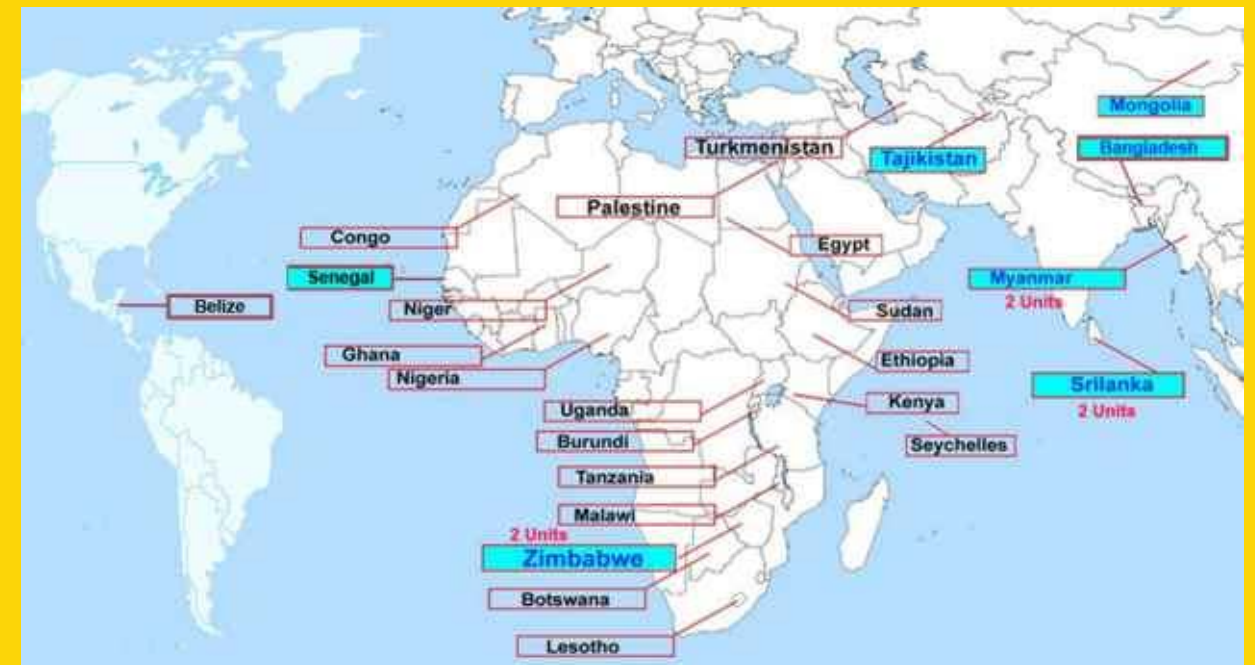 Mongolia
Turkmenistan
Tajikistan
Bangladesh
Palestine
Congo
Egypt
Senegal
Myanmar
2 Units
Belize
Niger
Sudan
Ghana
Nigeria
Ethiopia
Srilanka
2 Units
Uganda
Kenya
Burundi
Seychelles
Tanzania
Malawi
2 Units
Zimbabwe
Botswana
Lesotho